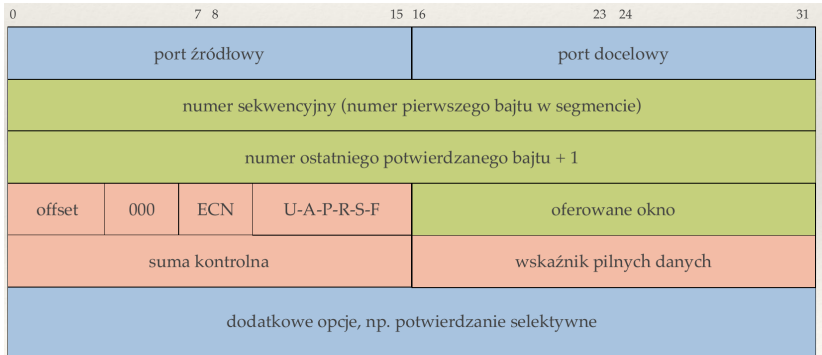 0 7 8 15 16 23 24 31
port źródłowy port docelowy
numer sekwencyjny (numer pierwszego bajtu w segmencie)
numer ostatniego potwierdzanego bajtu + 1
offset 000 ECN U-A-P-R-S-F oferowane okno
suma kontrolna wskaźnik pilnych danych
dodatkowe opcje, np. potwierdzanie selektywne